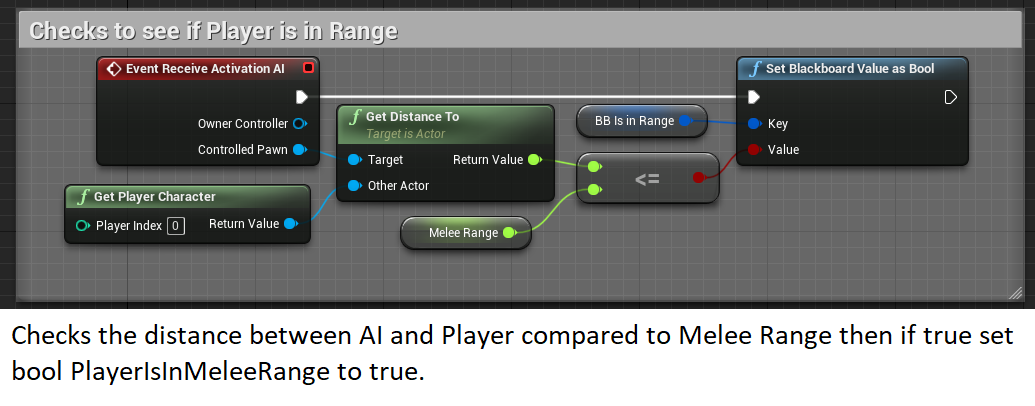 Checks to see if Player is in Range
Event Receive Activation AI
Owner Controller
Controlled Pawn
Get Player Character
Player Index 0
Return Value
Get Distance To
Target is Actor
Target
Return Value
Other Actor
Melee Range
BB Is in Range
<=
Set Blackboard Value as Bool
Key
Value
Checks the distance between AI and Player compared to Melee Range then if true set
bool PlayerIsInMeleeRange to true.